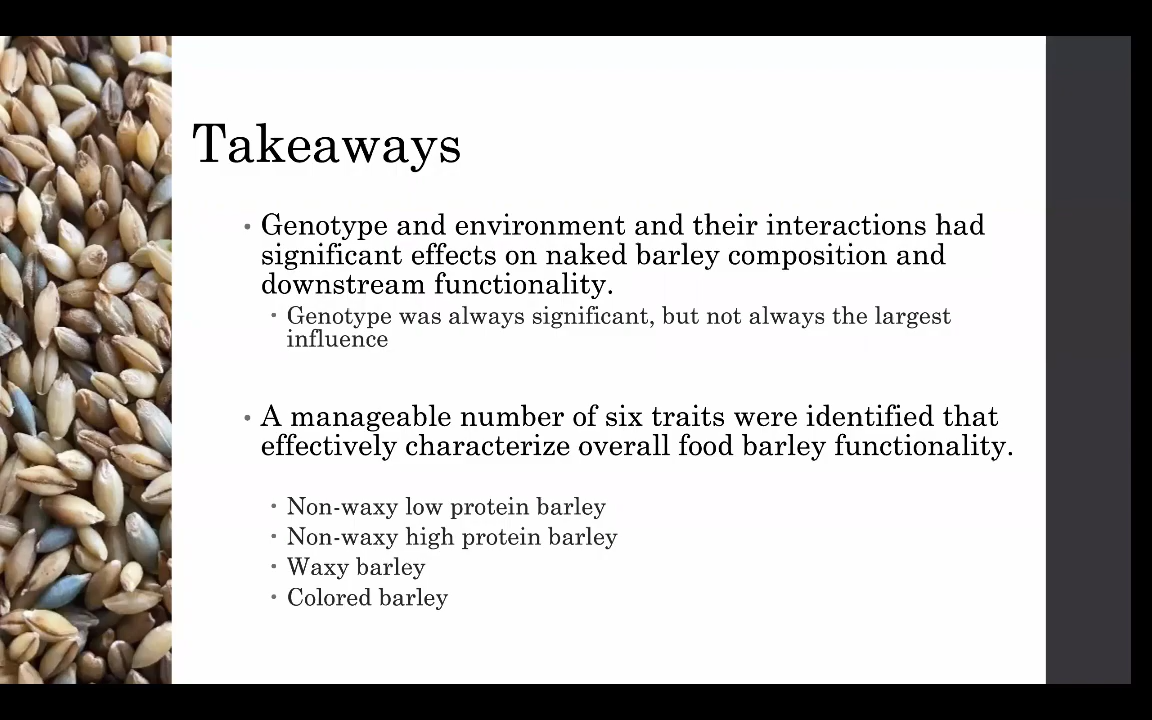 Takeaways
• Genotype and environment and their interactions had
significant effects on naked barley composition and
downstream functionality.
• Genotype was always significant, but not always the largest
influence
• A manageable number of six traits were identified that
effectively characterize overall food barley functionality.
• Non-waxy low protein barley
• Non-waxy high protein barley
• Waxy barley
• Colored barley